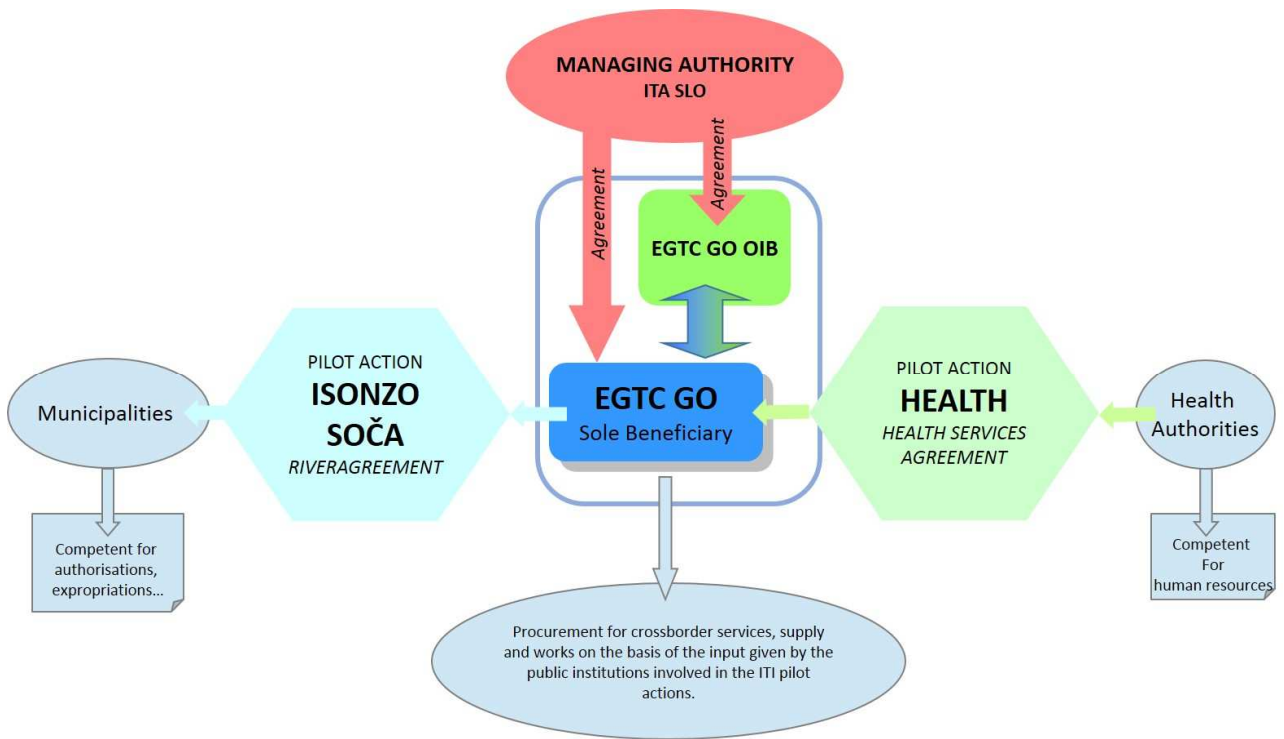 MANAGING AUTHORITY
ITA SLO
Agreement
Agreement
EGTC GO OIB
Municipalities
PILOT ACTION
ISONZO
SOČA
RIVERAGREEMENT
EGTC GO
Sole Beneficiary
PILOT ACTION
HEALTH
HEALTH SERVICES
AGREEMENT
Health
Authorities
Competent for
authorisations,
expropriations...
Competent
For
human resources
Procurement for crossborder services, supply
and works on the basis of the input given by the
public institutions involved in the ITI pilot
actions.